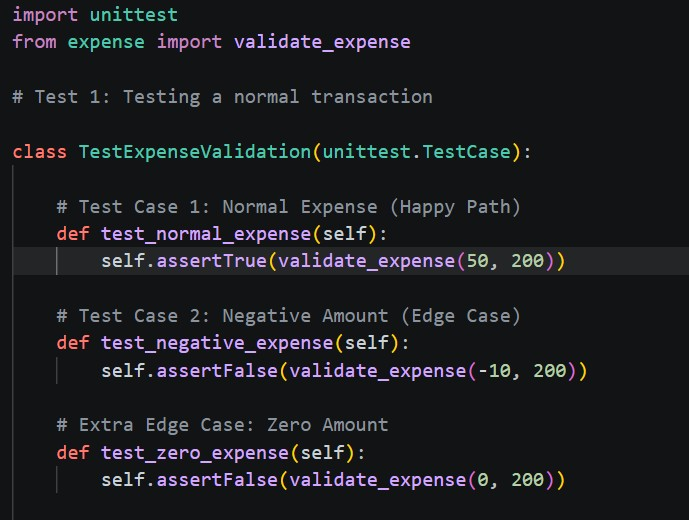 import unittest
from expense import validate_expense
# Test 1: Testing a normal transaction
class TestExpenseValidation(unittest.TestCase):
# Test Case 1: Normal Expense (Happy Path)
def test_normal_expense(self):
self.assertTrue(validate_expense(50, 200))
# Test Case 2: Negative Amount (Edge Case)
def test_negative_expense(self):
self.assertFalse(validate_expense(-10, 200))
# Extra Edge Case: Zero Amount
def test_zero_expense(self):
self.assertFalse(validate_expense(0, 200))